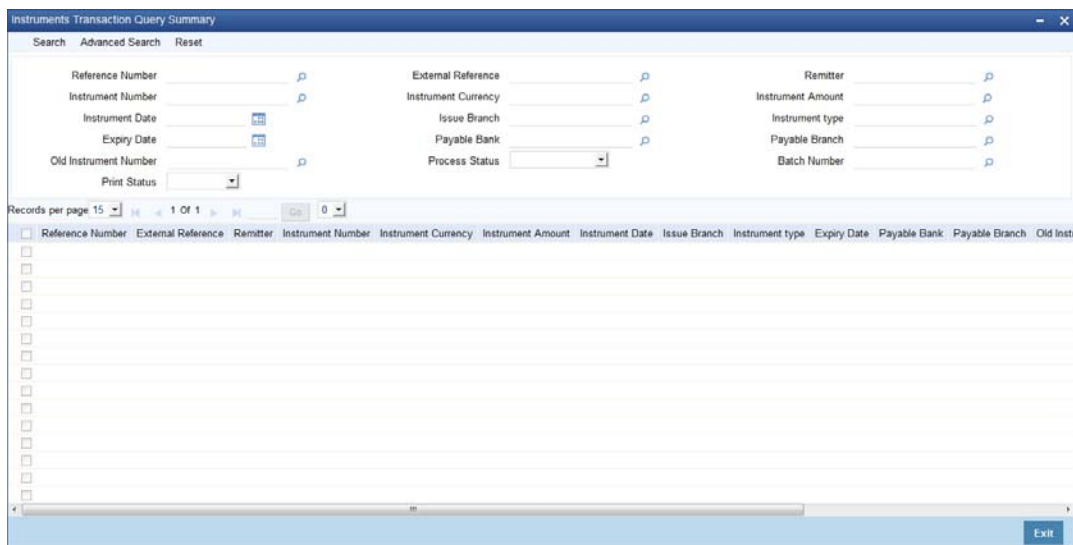 Instruments Transaction Query Summary
Search Advanced Search Reset
Reference Number External Reference Remitter
Instrument Number Instrument Currency Instrument Amount
Instrument Date Issue Branch Instrument type
Expiry Date Payable Bank Payable Branch
Old Instrument Number Process Status Batch Number
Print Status
Records per page 15 1 Of 1 Go 0
Reference Number External Reference Remitter Instrument Number Instrument Currency Instrument Amount Instrument Date Issue Branch Instrument type Expiry Date Payable Bank Payable Branch Old Instr
Exit